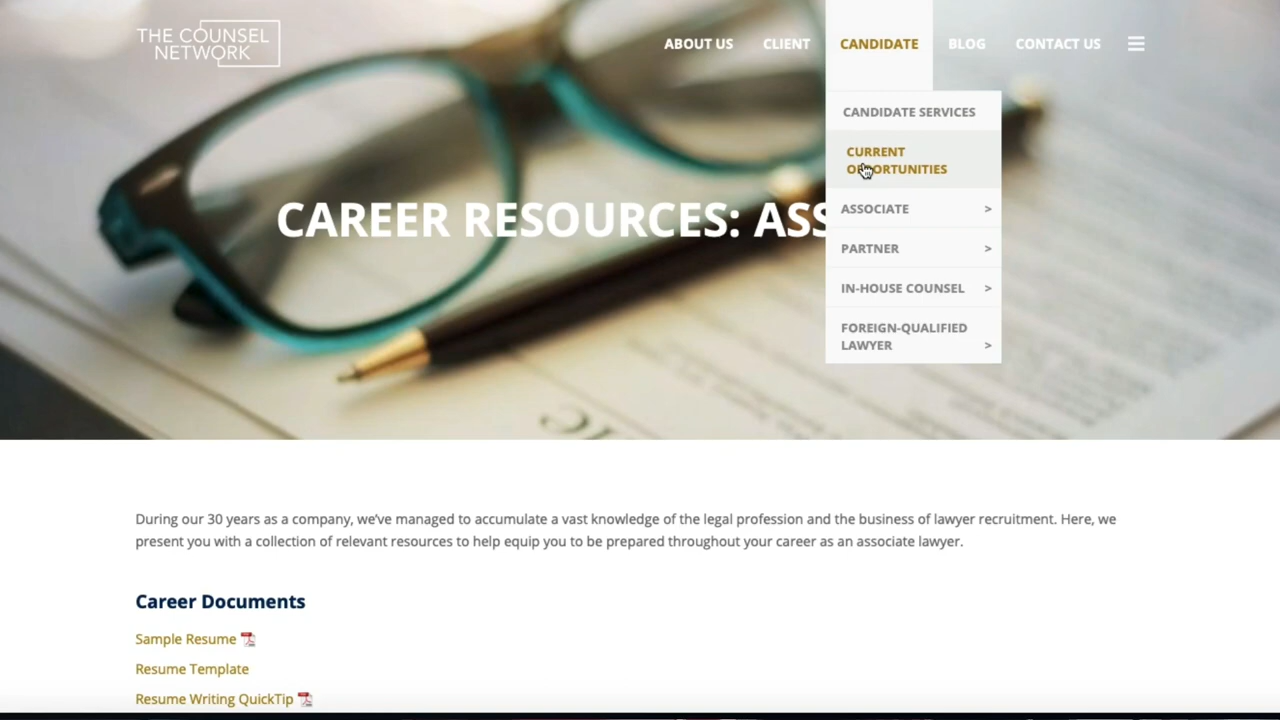 THE COUNSEL
NETWORK
ABOUT US
CLIENT
CANDIDATE
BLOG
CONTACT US
CANDIDATE SERVICES
CURRENT
OPPORTUNITIES
ASSOCIATE >
PARTNER >
IN-HOUSE COUNSEL >
FOREIGN-QUALIFIED
LAWYER >
CAREER RESOURCES:
During our 30 years as a company, we’ve managed to accumulate a vast knowledge of the legal profession and the business of lawyer recruitment. Here, we
present you with a collection of relevant resources to help equip you to be prepared throughout your career as an associate lawyer.
Career Documents
Sample Resume
Resume Template
Resume Writing QuickTip